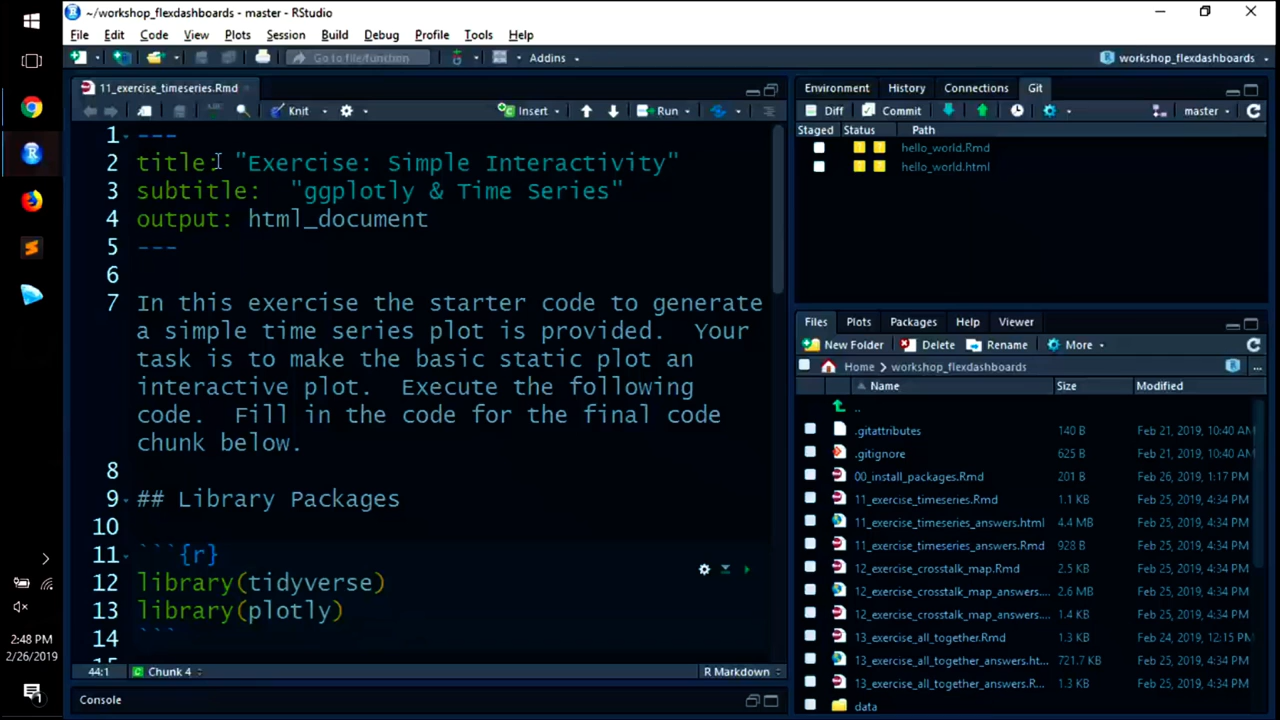 ~/workshop_flexdashboards - master - RStudio
File Edit Code View Plots Session Build Debug Profile Tools Help
Go to file/function
Addins
workshop_flexdashboards
11_exercise_timeseries.Rmd
Knit
Insert
Run
1 ---
2 title: "Exercise: Simple Interactivity"
3 subtitle: "ggplotly & Time Series"
4 output: html_document
5 ---
6
7 In this exercise the starter code to generate
a simple time series plot is provided. Your
task is to make the basic static plot an
interactive plot. Execute the following
code. Fill in the code for the final code
chunk below.
8
9 ## Library Packages
10
11 ```{r}
12 library(tidyverse)
13 library(plotly)
14 ```
15
44:1
Chunk 4
R Markdown
Console
Environment History Connections Git
Diff Commit master
Staged Status Path
hello_world.Rmd
hello_world.html
Files Plots Packages Help Viewer
New Folder Delete Rename More
Home workshop_flexdashboards
Name Size Modified
..
.gitattributes 140 B Feb 21, 2019, 10:40 AM
.gitignore 625 B Feb 21, 2019, 10:40 AM
00_install_packages.Rmd 201 B Feb 26, 2019, 1:17 PM
11_exercise_timeseries.Rmd 1.1 KB Feb 25, 2019, 4:34 PM
11_exercise_timeseries_answers.html 4.4 MB Feb 25, 2019, 4:34 PM
11_exercise_timeseries_answers.Rmd 928 B Feb 25, 2019, 4:34 PM
12_exercise_crosstalk_map.Rmd 2.5 KB Feb 25, 2019, 4:34 PM
12_exercise_crosstalk_map_answers.... 2.6 MB Feb 25, 2019, 4:34 PM
12_exercise_crosstalk_map_answers.... 1.4 KB Feb 25, 2019, 4:34 PM
13_exercise_all_together.Rmd 1.3 KB Feb 24, 2019, 12:15 PM
13_exercise_all_together_answers.ht... 721.7 KB Feb 25, 2019, 4:34 PM
13_exercise_all_together_answers.R... 1.3 KB Feb 25, 2019, 4:34 PM
data
2:48 PM
2/26/2019